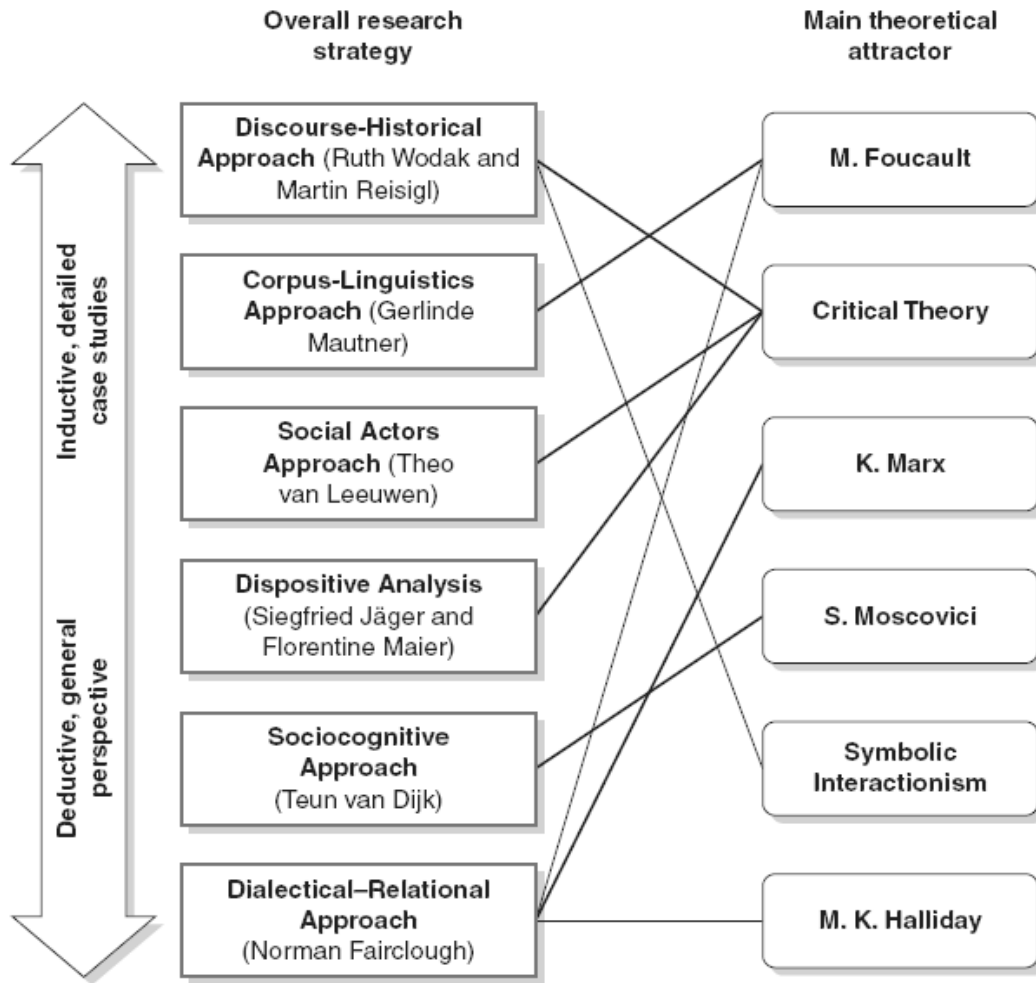 Overall research
strategy
Main theoretical
attractor
Inductive, detailed
case studies
Deductive, general
perspective
Discourse-Historical
Approach (Ruth Wodak and
Martin Reisigl)
Corpus-Linguistics
Approach (Gerlinde
Mautner)
Social Actors
Approach (Theo
van Leeuwen)
Dispositive Analysis
(Siegfried Jäger and
Florentine Maier)
Sociocognitive
Approach
(Teun van Dijk)
Dialectical–Relational
Approach
(Norman Fairclough)
M. Foucault
Critical Theory
K. Marx
S. Moscovici
Symbolic
Interactionism
M. K. Halliday